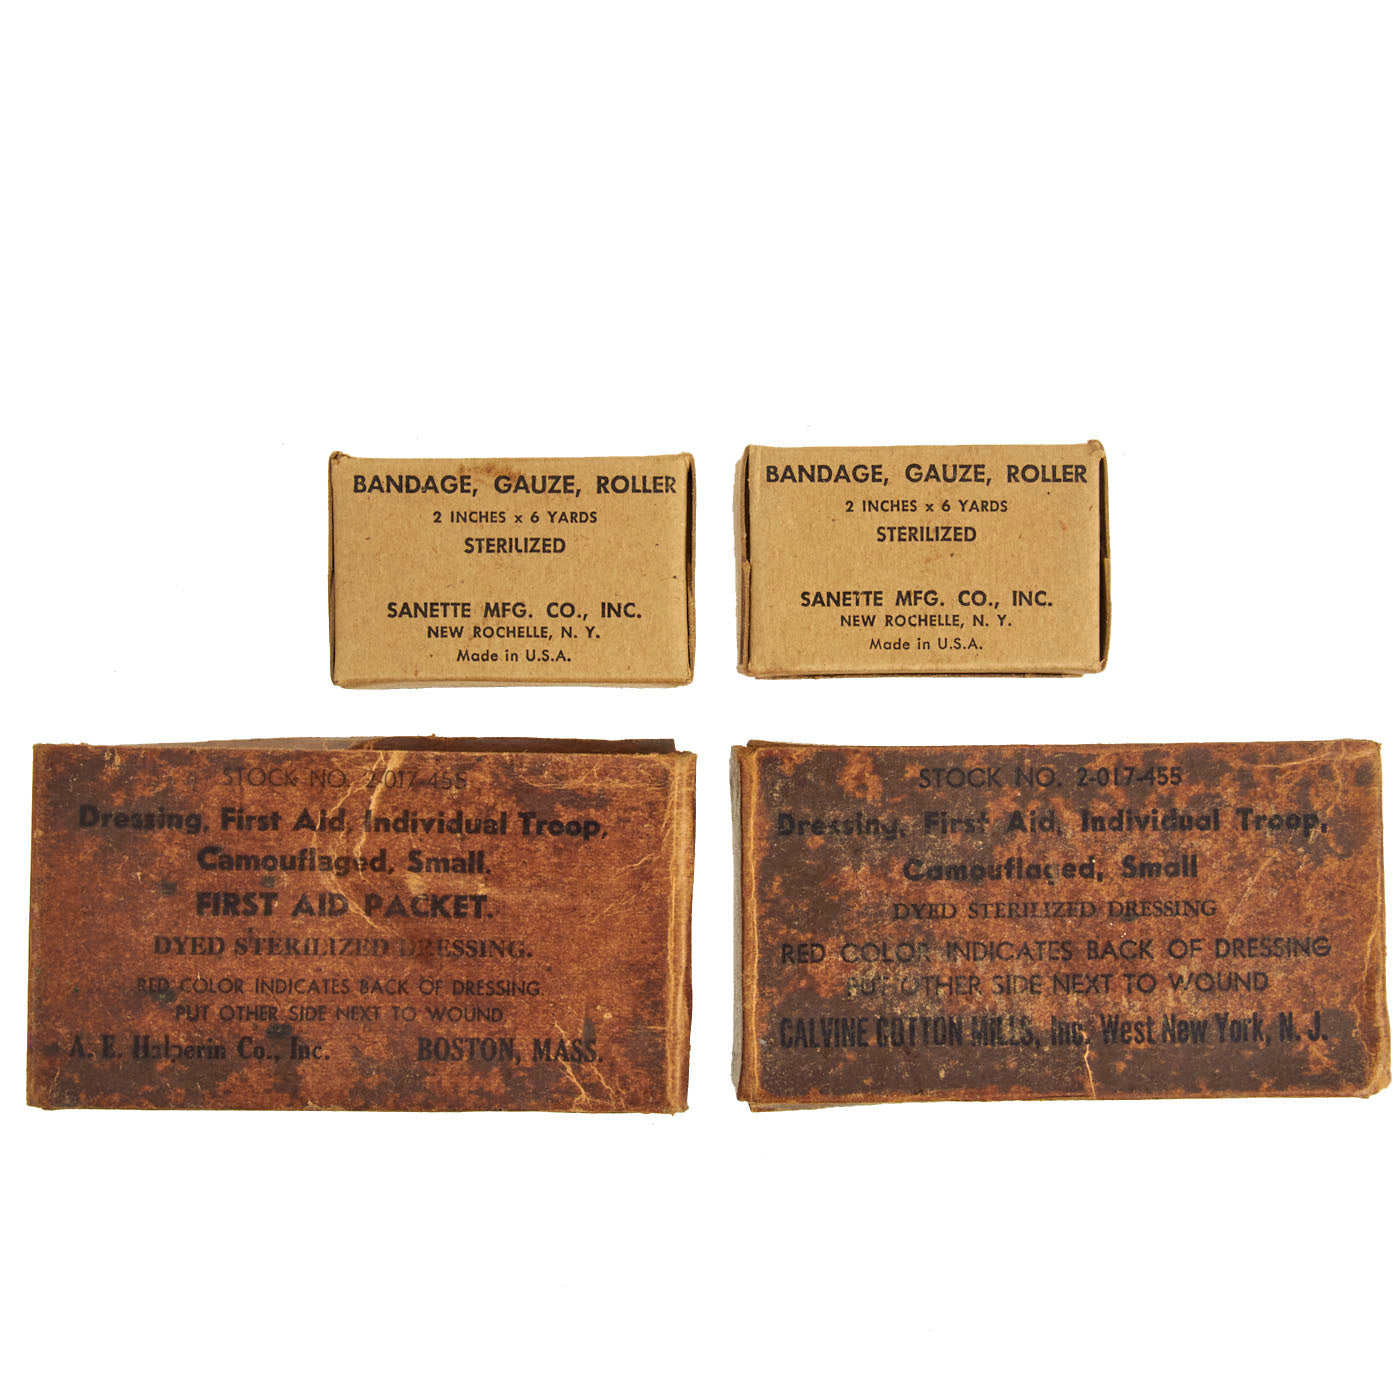 BANDAGE, GAUZE, ROLLER
2 INCHES x 6 YARDS
STERILIZED
SANETTE MFG. CO., INC.
NEW ROCHELLE, N. Y.
Made in U.S.A.
BANDAGE, GAUZE, ROLLER
2 INCHES x 6 YARDS
STERILIZED
SANETTE MFG. CO., INC.
NEW ROCHELLE, N. Y.
Made in U.S.A.
STOCK NO. 2-017-455
Dressing, First Aid, Individual Troop,
Camouflaged, Small.
FIRST AID PACKET.
DYED STERILIZED DRESSING.
RED COLOR INDICATES BACK OF DRESSING.
PUT OTHER SIDE NEXT TO WOUND
A. E. Halperin Co., Inc. BOSTON, MASS.
STOCK NO. 2-017-455
Dressing, First Aid, Individual Troop,
Camouflaged, Small
DYED STERILIZED DRESSING
RED COLOR INDICATES BACK OF DRESSING
PUT OTHER SIDE NEXT TO WOUND
CALVINE COTTON MILLS, Inc. West New York, N. J.